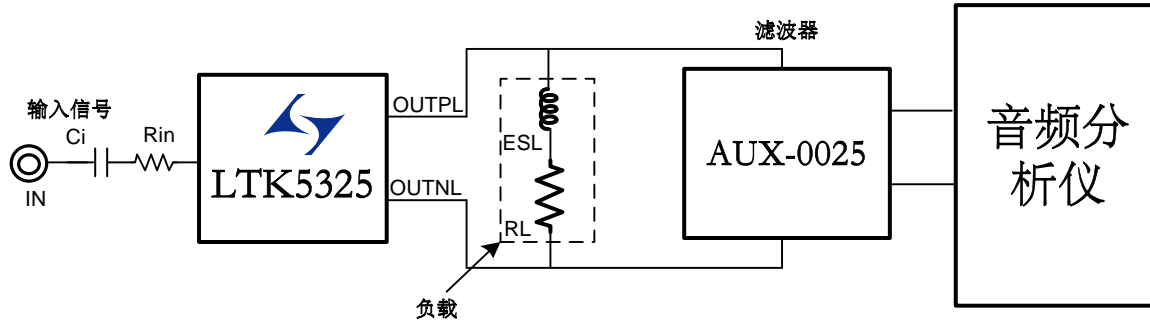 滤波器
输入信号
Ci
Rin
IN
LTK5325
OUTPL
OUTNL
ESL
RL
负载
AUX-0025
音频分
析仪